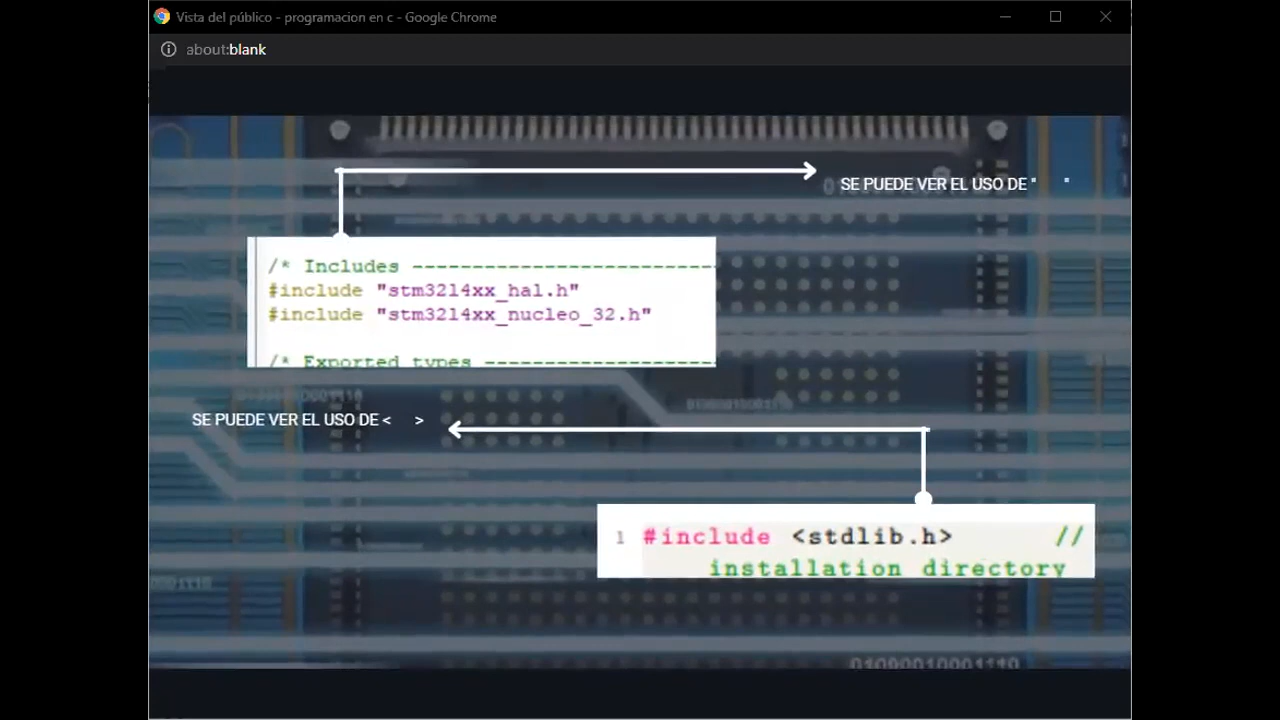 Vista del público - programacion en c - Google Chrome
about:blank
SE PUEDE VER EL USO DE " "
/* Includes ---------------------------
#include "stm32l4xx_hal.h"
#include "stm32l4xx_nucleo_32.h"
/* Exported types --------------------
SE PUEDE VER EL USO DE < >
1 #include <stdlib.h> //
installation directory
01000010001110